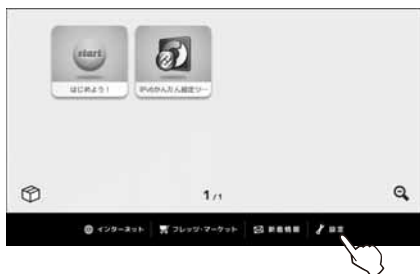 start
はじめよう!
IPv6かんたん設定ツ…
1/1
インターネット
フレッツ・マーケット
新着情報
設定